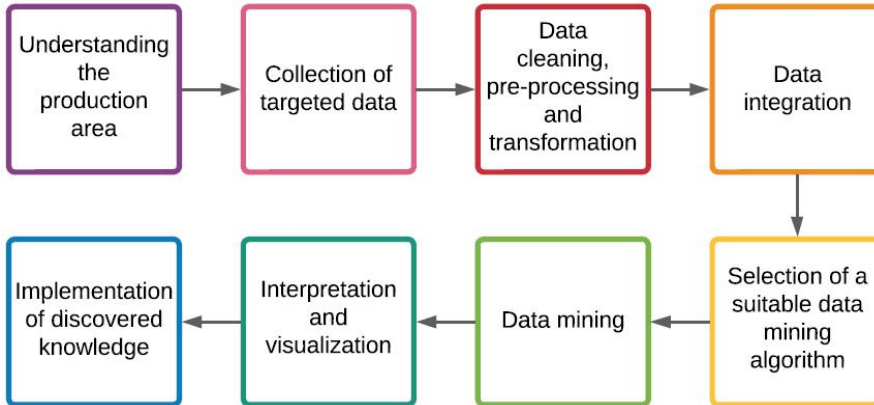 Understanding
the
production
area
Collection of
targeted data
Data
cleaning,
pre-processing
and
transformation
Data
integration
Selection of a
suitable data
mining
algorithm
Data mining
Interpretation
and
visualization
Implementation
of discovered
knowledge